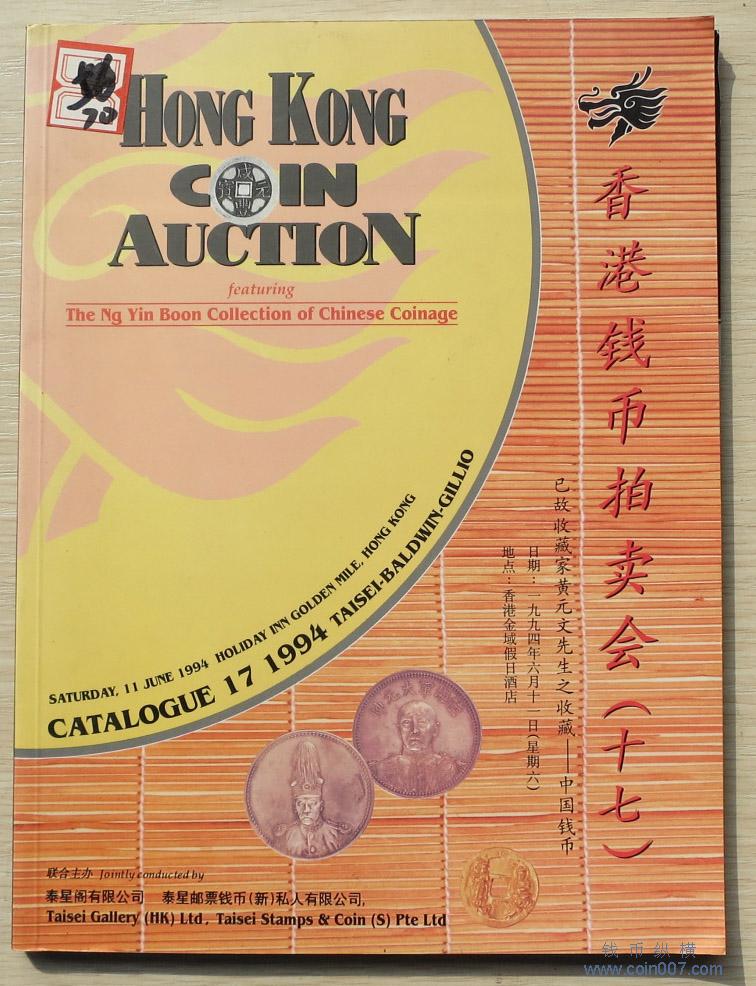 70
HONG KONG
COIN
AUCTION
featuring
The Ng Yin Boon Collection of Chinese Coinage
香港钱币拍卖会(十七)
已故收藏家黄元文先生之收藏——中国钱币
日期：一九九四年六月十一日(星期六)
地点：香港金域假日酒店
SATURDAY, 11 JUNE 1994 HOLIDAY INN GOLDEN MILE, HONG KONG
CATALOGUE 17 1994 TAISEI-BALDWIN-GILLIO
联合主办 Jointly conducted by
泰星阁有限公司 泰星邮票钱币(新)私人有限公司,
Taisei Gallery (HK) Ltd, Taisei Stamps & Coin (S) Pte Ltd
钱币纵横
www.coin007.com